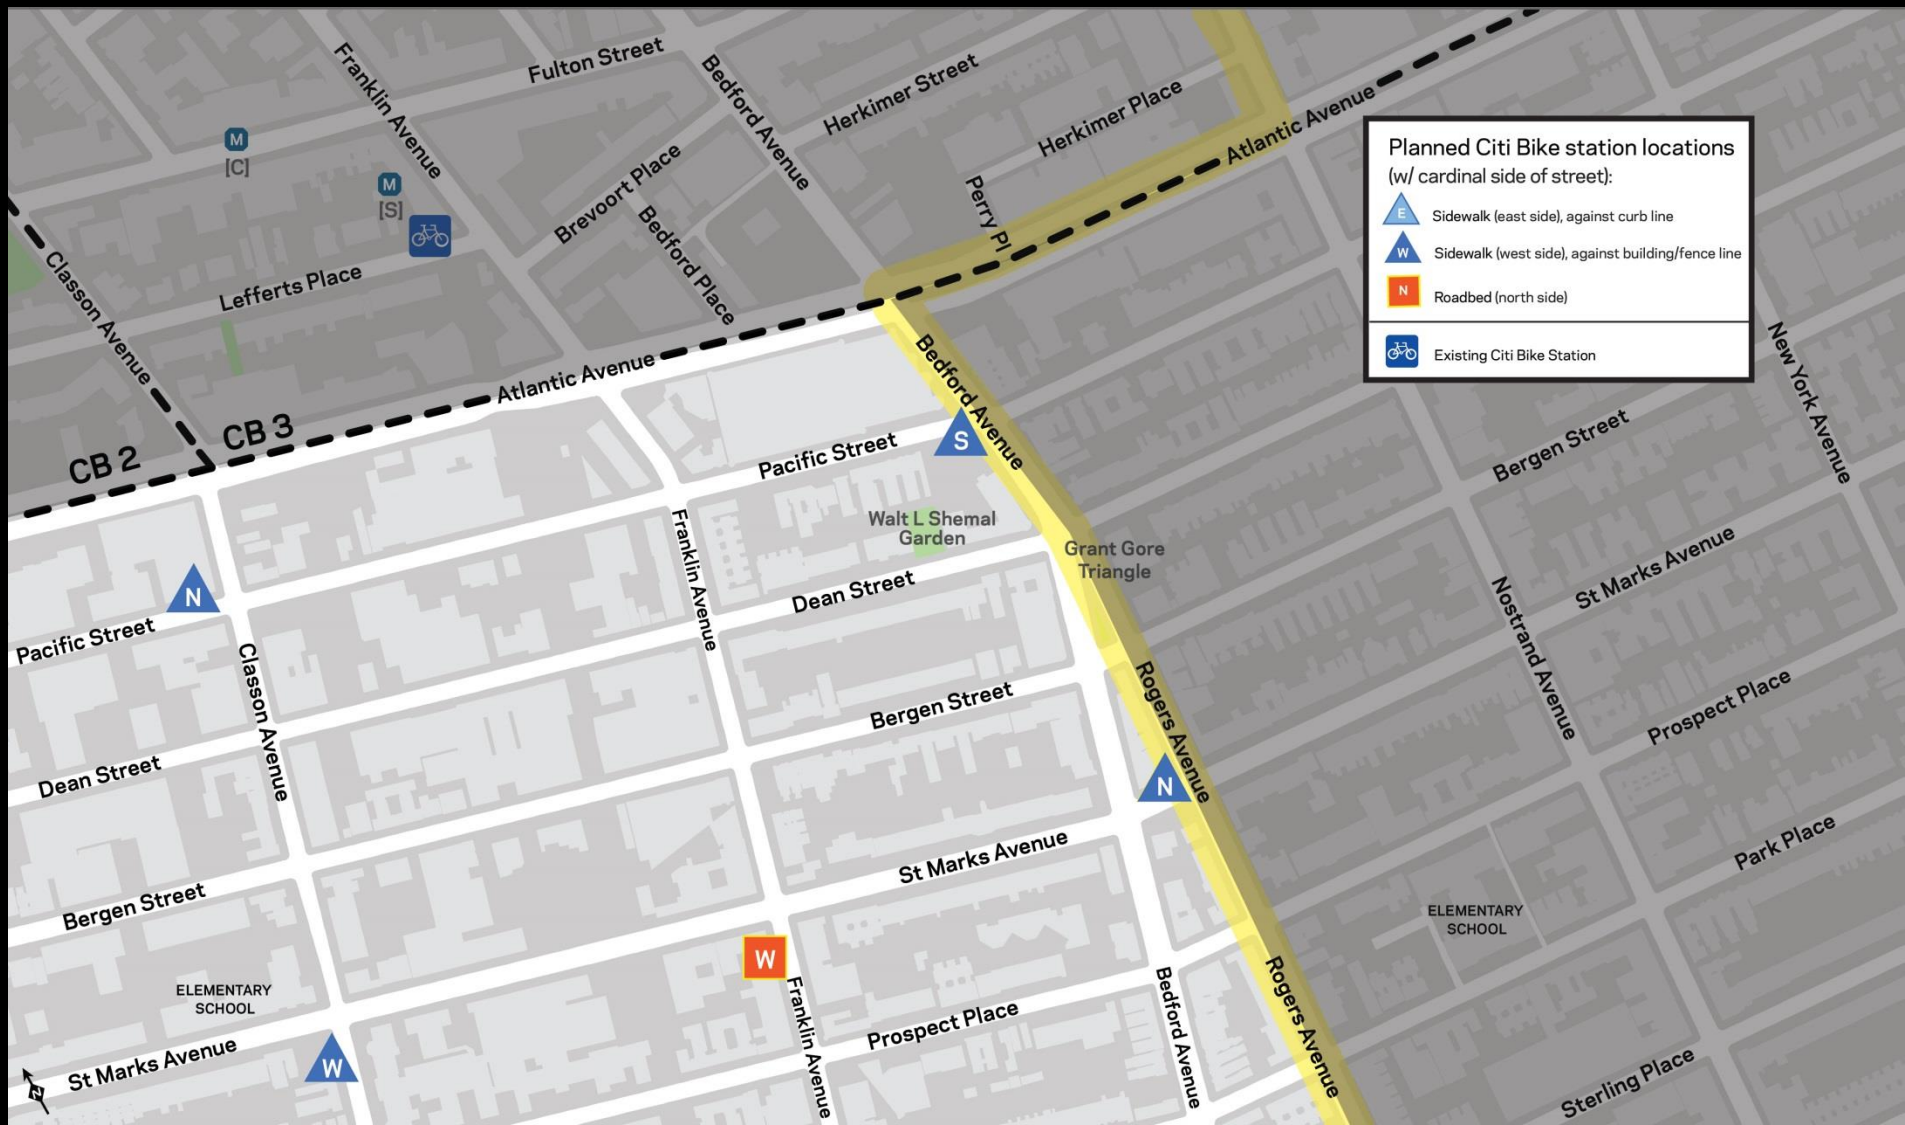 Franklin Avenue
Fulton Street
Bedford Avenue
Herkimer Street
Herkimer Place
Atlantic Avenue
M
[C]
M
[S]
Brevoort Place
Bedford Place
Perry Pl
Classon Avenue
Lefferts Place
Planned Citi Bike station locations
(w/ cardinal side of street):
E Sidewalk (east side), against curb line
W Sidewalk (west side), against building/fence line
N Roadbed (north side)
Existing Citi Bike Station
Atlantic Avenue
CB 3
CB 2
Bedford Avenue
S
Pacific Street
New York Avenue
Bergen Street
Walt L Shemal
Garden
Franklin Avenue
Grant Gore
Triangle
St Marks Avenue
N
Pacific Street
Dean Street
Nostrand Avenue
Classon Avenue
Rogers Avenue
Bergen Street
Prospect Place
Dean Street
N
St Marks Avenue
Park Place
Bergen Street
ELEMENTARY
SCHOOL
W
Franklin Avenue
ELEMENTARY
SCHOOL
Bedford Avenue
Rogers Avenue
Prospect Place
St Marks Avenue
W
Sterling Place
N